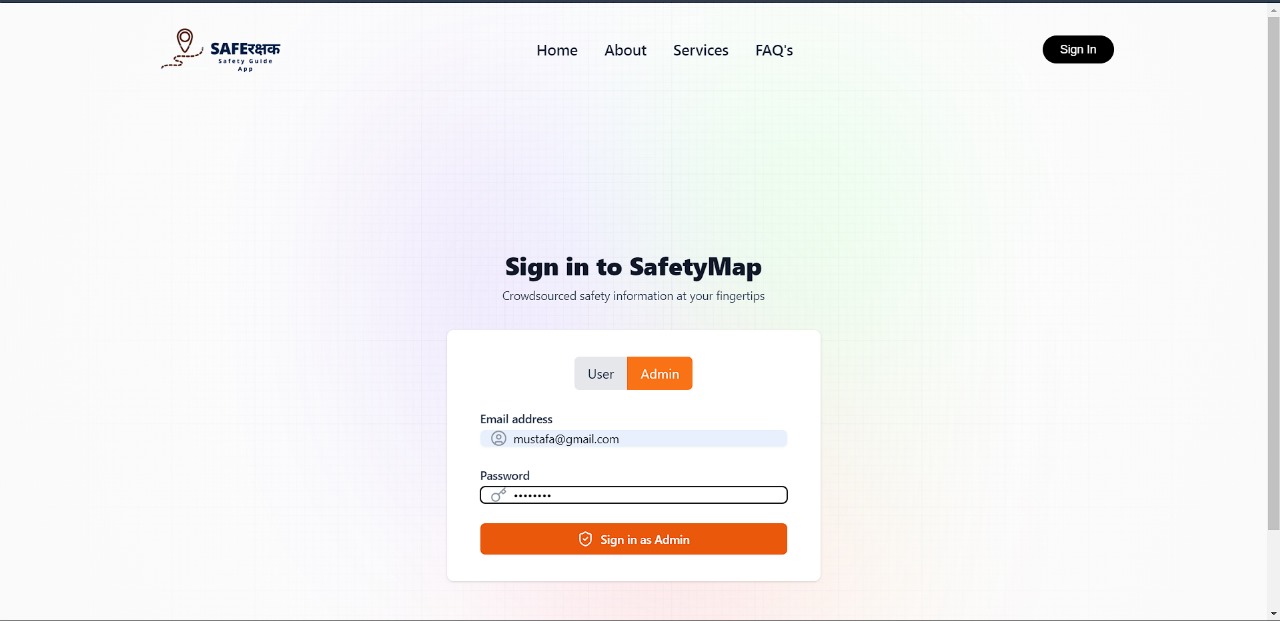 SAFEरक्षक
Safety Guide
App
Home About Services FAQ's
Sign In
Sign in to SafetyMap
Crowdsourced safety information at your fingertips
User Admin
Email address
mustafa@gmail.com
Password
••••••••
Sign in as Admin